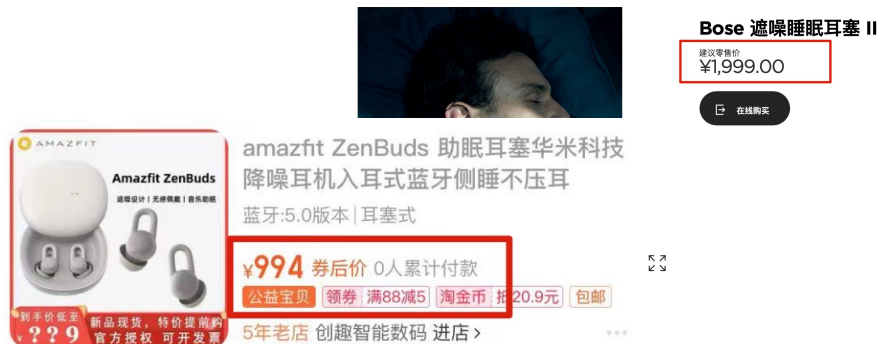 Bose 遮噪睡眠耳塞 II
建议零售价
¥1,999.00
在线购买
AMAZFIT
Amazfit ZenBuds
遮噪设计 | 无感佩戴 | 音乐助眠
到手价低至
¥ ??9
新品现货，特价提前购
官方授权 可开发票
amazfit ZenBuds 助眠耳塞华米科技
降噪耳机入耳式蓝牙侧睡不压耳
蓝牙:5.0版本 | 耳塞式
¥994 券后价 0人累计付款
公益宝贝 领券 满88减5 淘金币 抵20.9元 包邮
5年老店 创趣智能数码 进店 >